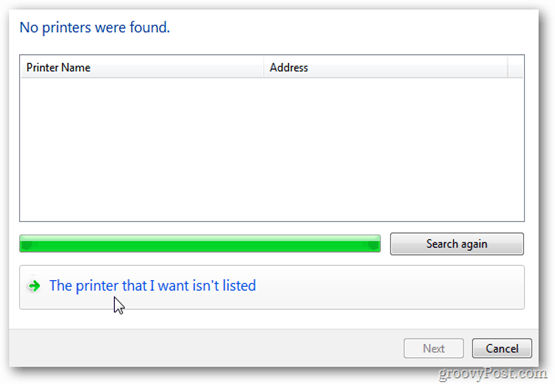 No printers were found.
Printer Name Address
Search again
The printer that I want isn't listed
Next Cancel
groovyPost.com